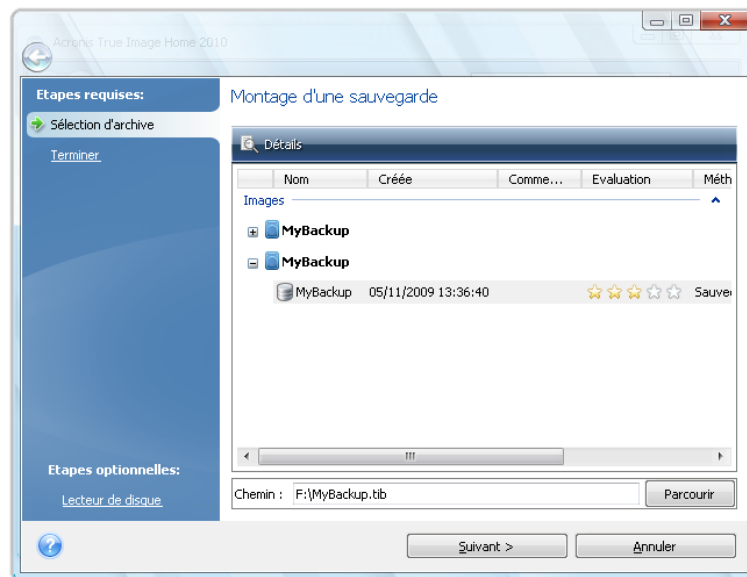 Acronis True Image Home 2010
Etapes requises:
Sélection d'archive
Terminer
Etapes optionnelles:
Lecteur de disque
Montage d'une sauvegarde
Détails
Nom Créée Comme... Evaluation Méth
Images
MyBackup
MyBackup
MyBackup 05/11/2009 13:36:40 Sauve
Chemin : F:\MyBackup.tib Parcourir
Suivant > Annuler